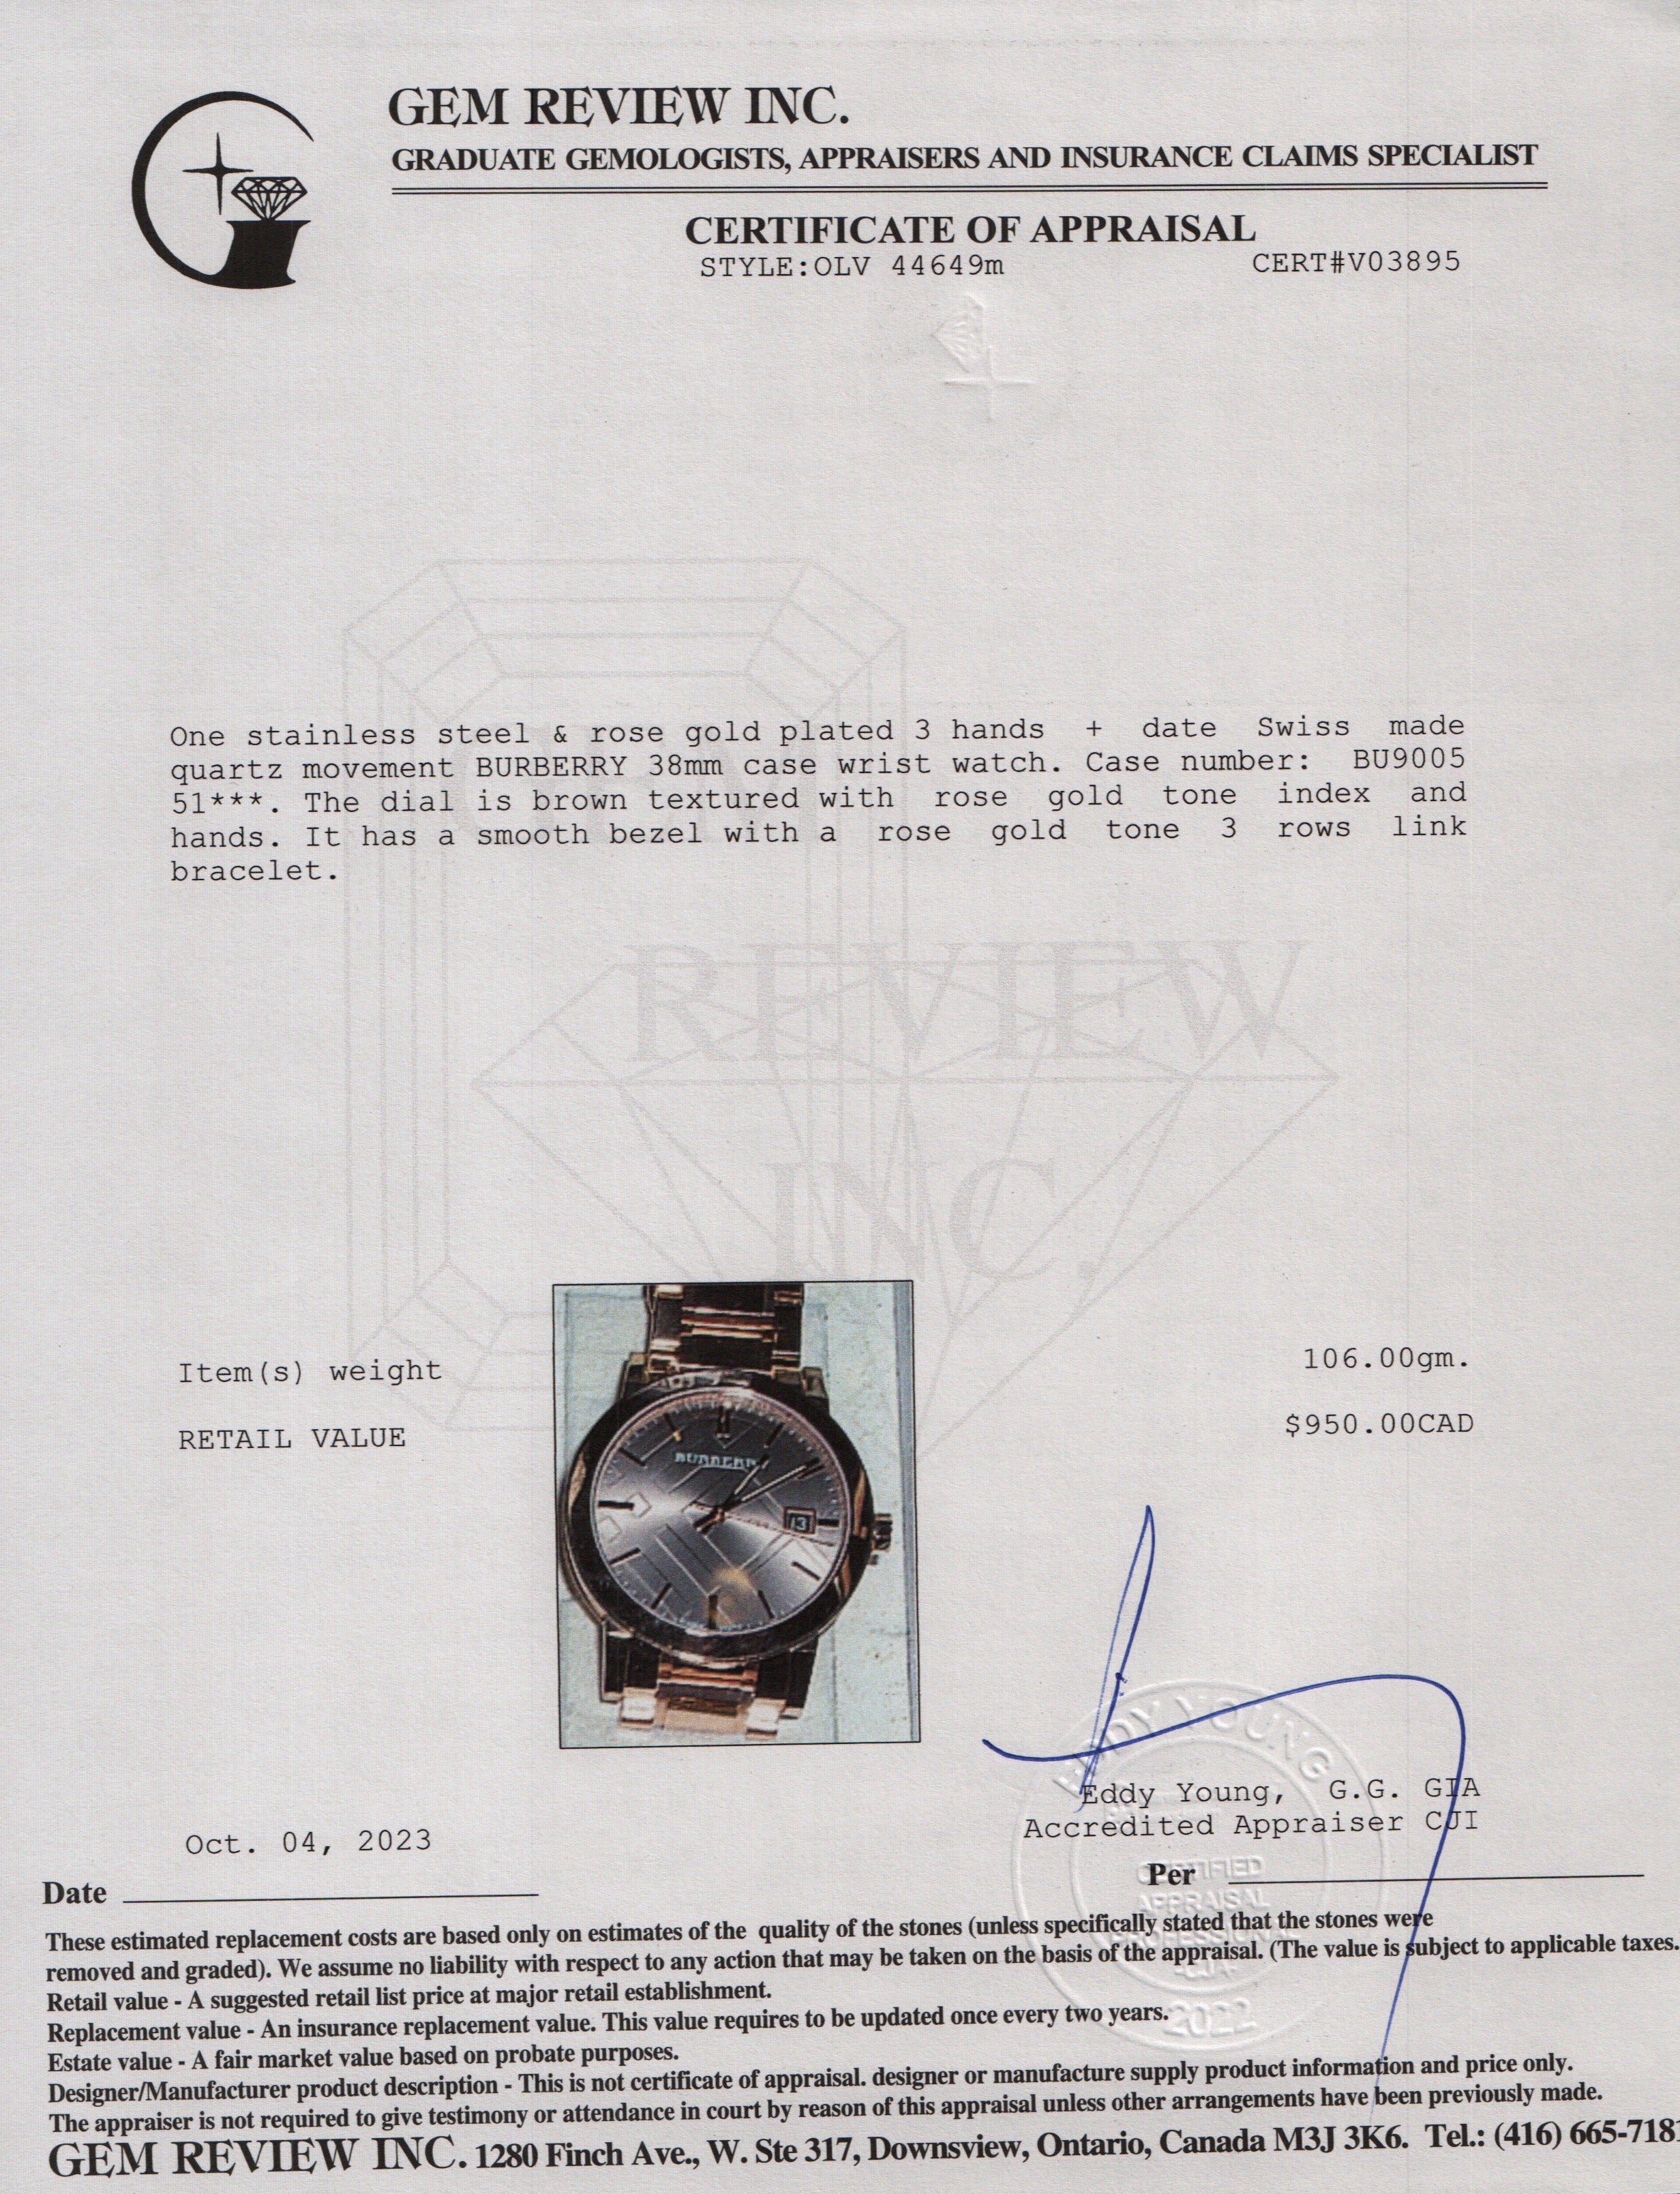 GEM REVIEW INC.
GRADUATE GEMOLOGISTS, APPRAISERS AND INSURANCE CLAIMS SPECIALIST
CERTIFICATE OF APPRAISAL
STYLE:OLV 44649m
CERT#V03895
One stainless steel & rose gold plated 3 hands + date Swiss made
quartz movement BURBERRY 38mm case wrist watch. Case number: BU9005
51***. The dial is brown textured with rose gold tone index and
hands. It has a smooth bezel with a rose gold tone 3 rows link
bracelet.
REVIEW
INC.
Item(s) weight 106.00gm.
RETAIL VALUE $950.00CAD
BURBERRY
13
EDDY YOUNG
Eddy Young, G.G. GIA
Accredited Appraiser CJI
Oct. 04, 2023
CERTIFIED
Date
Per
APPRAISAL
PROFESSIONAL
2022
These estimated replacement costs are based only on estimates of the quality of the stones (unless specifically stated that the stones were
removed and graded). We assume no liability with respect to any action that may be taken on the basis of the appraisal. (The value is subject to applicable taxes.
Retail value - A suggested retail list price at major retail establishment.
Replacement value - An insurance replacement value. This value requires to be updated once every two years.
Estate value - A fair market value based on probate purposes.
Designer/Manufacturer product description - This is not certificate of appraisal. designer or manufacture supply product information and price only.
The appraiser is not required to give testimony or attendance in court by reason of this appraisal unless other arrangements have been previously made.
GEM REVIEW INC. 1280 Finch Ave., W. Ste 317, Downsview, Ontario, Canada M3J 3K6. Tel.: (416) 665-718